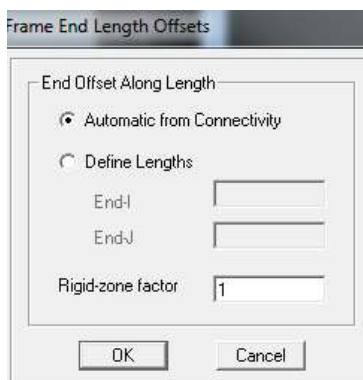 Frame End Length Offsets
End Offset Along Length
Automatic from Connectivity
Define Lengths
End-I
End-J
Rigid-zone factor
1
OK
Cancel